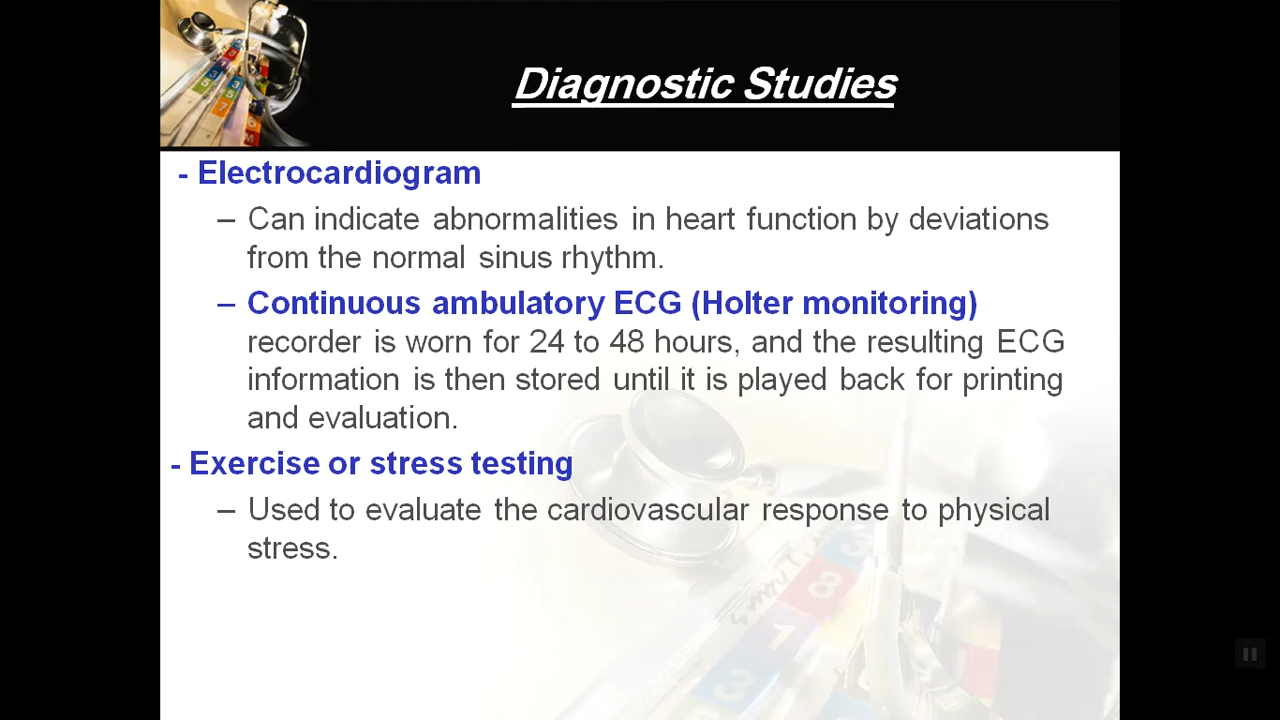 Diagnostic Studies
- Electrocardiogram
– Can indicate abnormalities in heart function by deviations
from the normal sinus rhythm.
– Continuous ambulatory ECG (Holter monitoring)
recorder is worn for 24 to 48 hours, and the resulting ECG
information is then stored until it is played back for printing
and evaluation.
- Exercise or stress testing
– Used to evaluate the cardiovascular response to physical
stress.